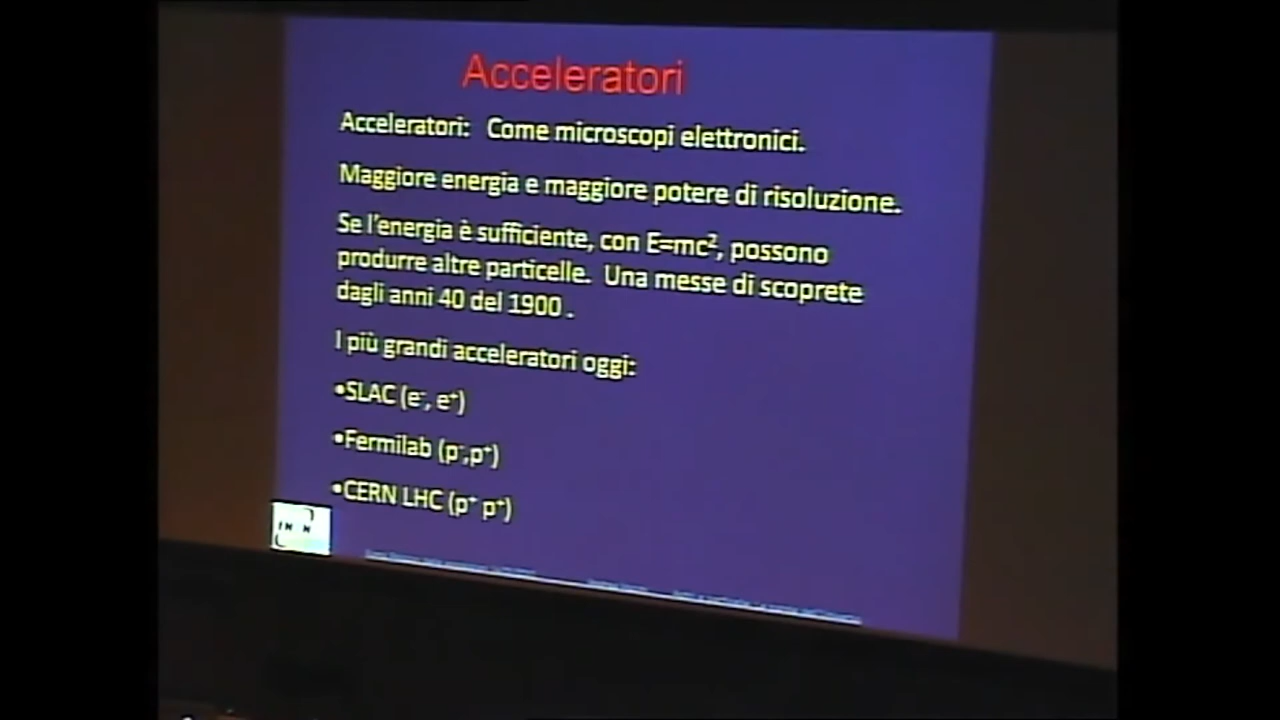 Acceleratori
Acceleratori: Come microscopi elettronici.
Maggiore energia e maggiore potere di risoluzione.
Se l'energia è sufficiente, con E=mc², possono
produrre altre particelle. Una messe di scoprete
dagli anni 40 del 1900 .
I più grandi acceleratori oggi:
•SLAC (e⁻, e⁺)
•Fermilab (p⁻,p⁺)
•CERN LHC (p⁺ p⁺)